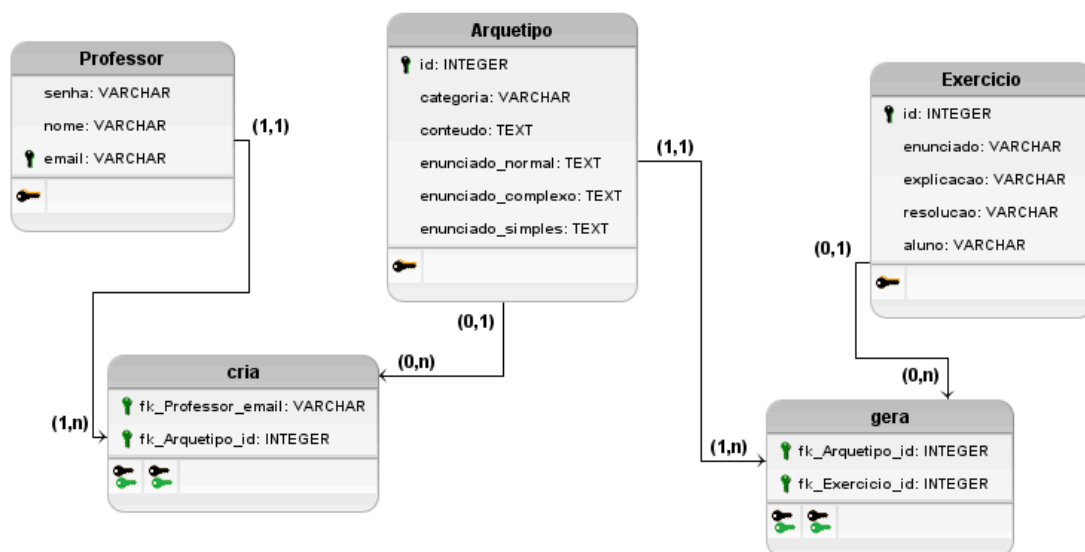 Professor
senha: VARCHAR
nome: VARCHAR
email: VARCHAR
(1,1)
Arquetipo
id: INTEGER
categoria: VARCHAR
conteudo: TEXT
enunciado_normal: TEXT
enunciado_complexo: TEXT
enunciado_simples: TEXT
(1,1)
(0,1)
Exercicio
id: INTEGER
enunciado: VARCHAR
explicacao: VARCHAR
resolucao: VARCHAR
aluno: VARCHAR
(0,1)
(0,n)
(1,n)
cria
fk_Professor_email: VARCHAR
fk_Arquetipo_id: INTEGER
(0,n)
(1,n)
gera
fk_Arquetipo_id: INTEGER
fk_Exercicio_id: INTEGER